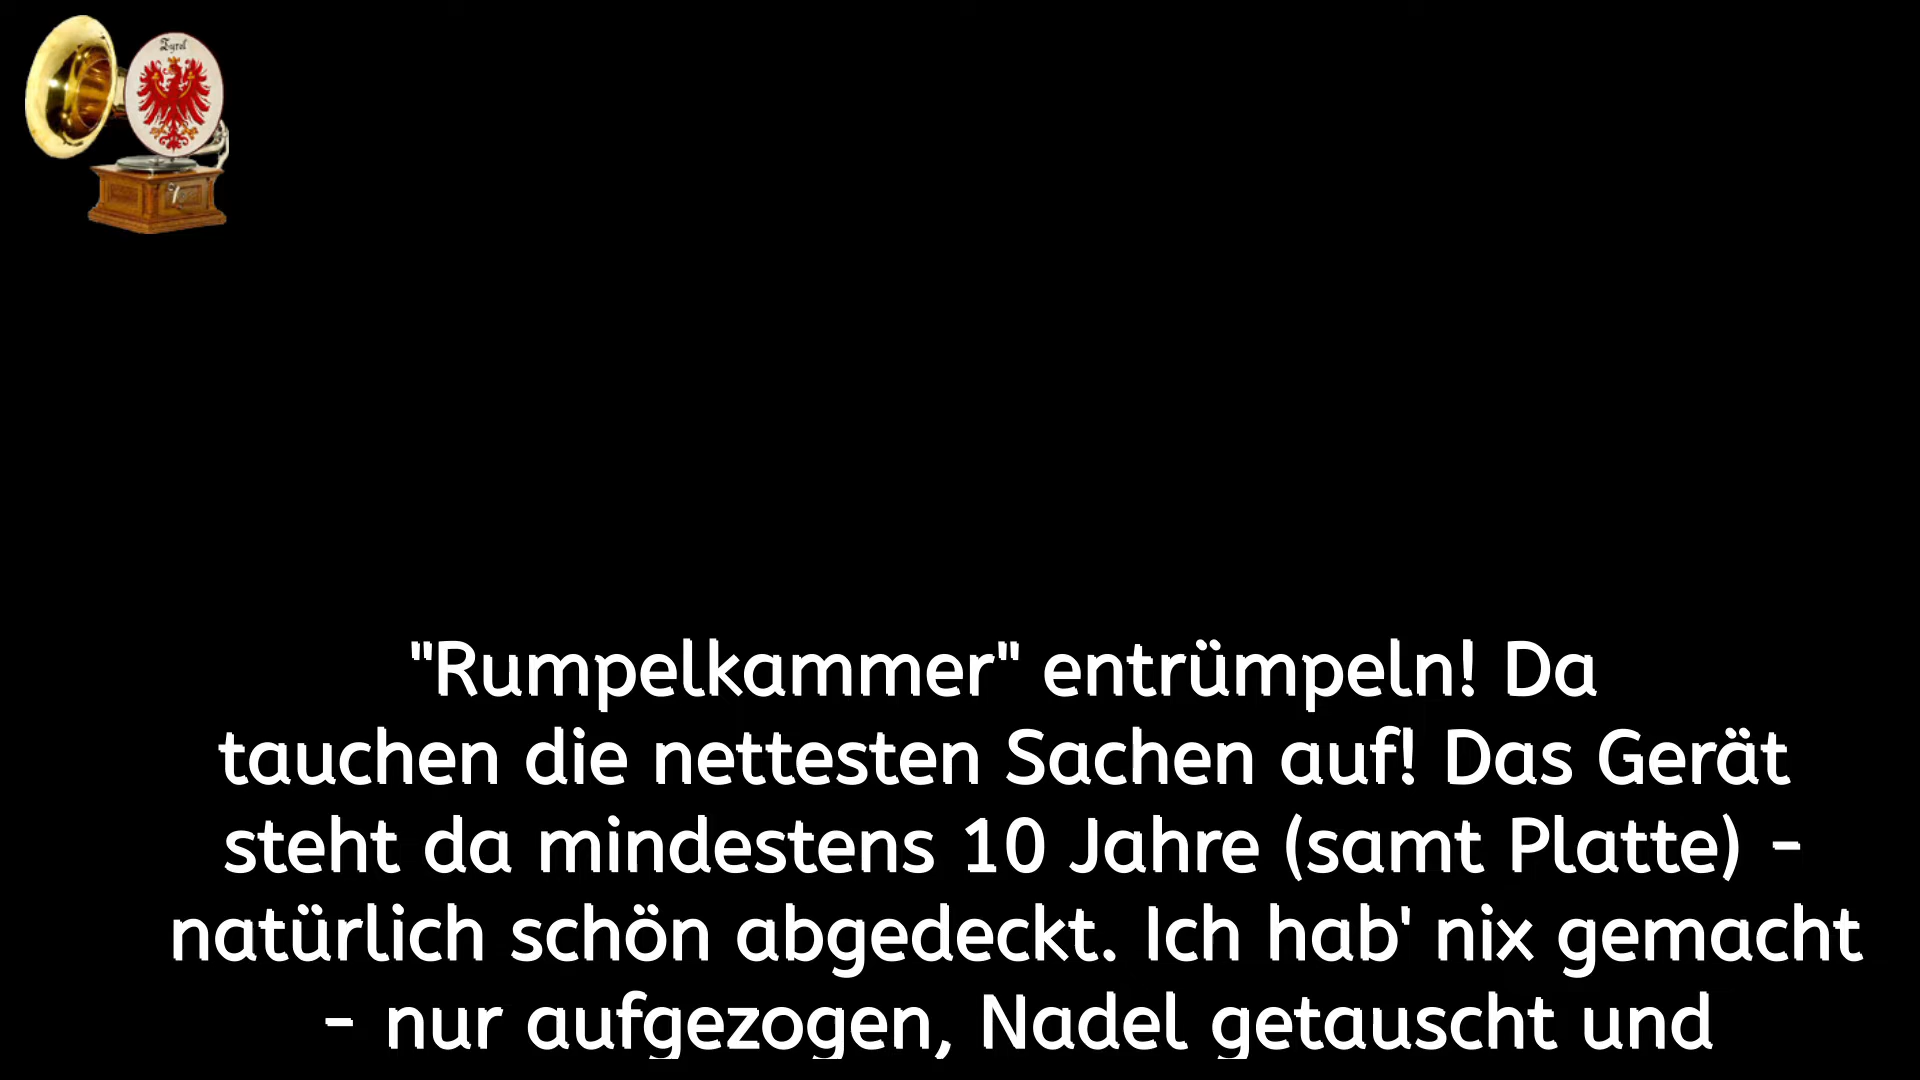 Tyrol
"Rumpelkammer" entrümpeln! Da
tauchen die nettesten Sachen auf! Das Gerät
steht da mindestens 10 Jahre (samt Platte) -
natürlich schön abgedeckt. Ich hab' nix gemacht
- nur aufgezogen, Nadel getauscht und